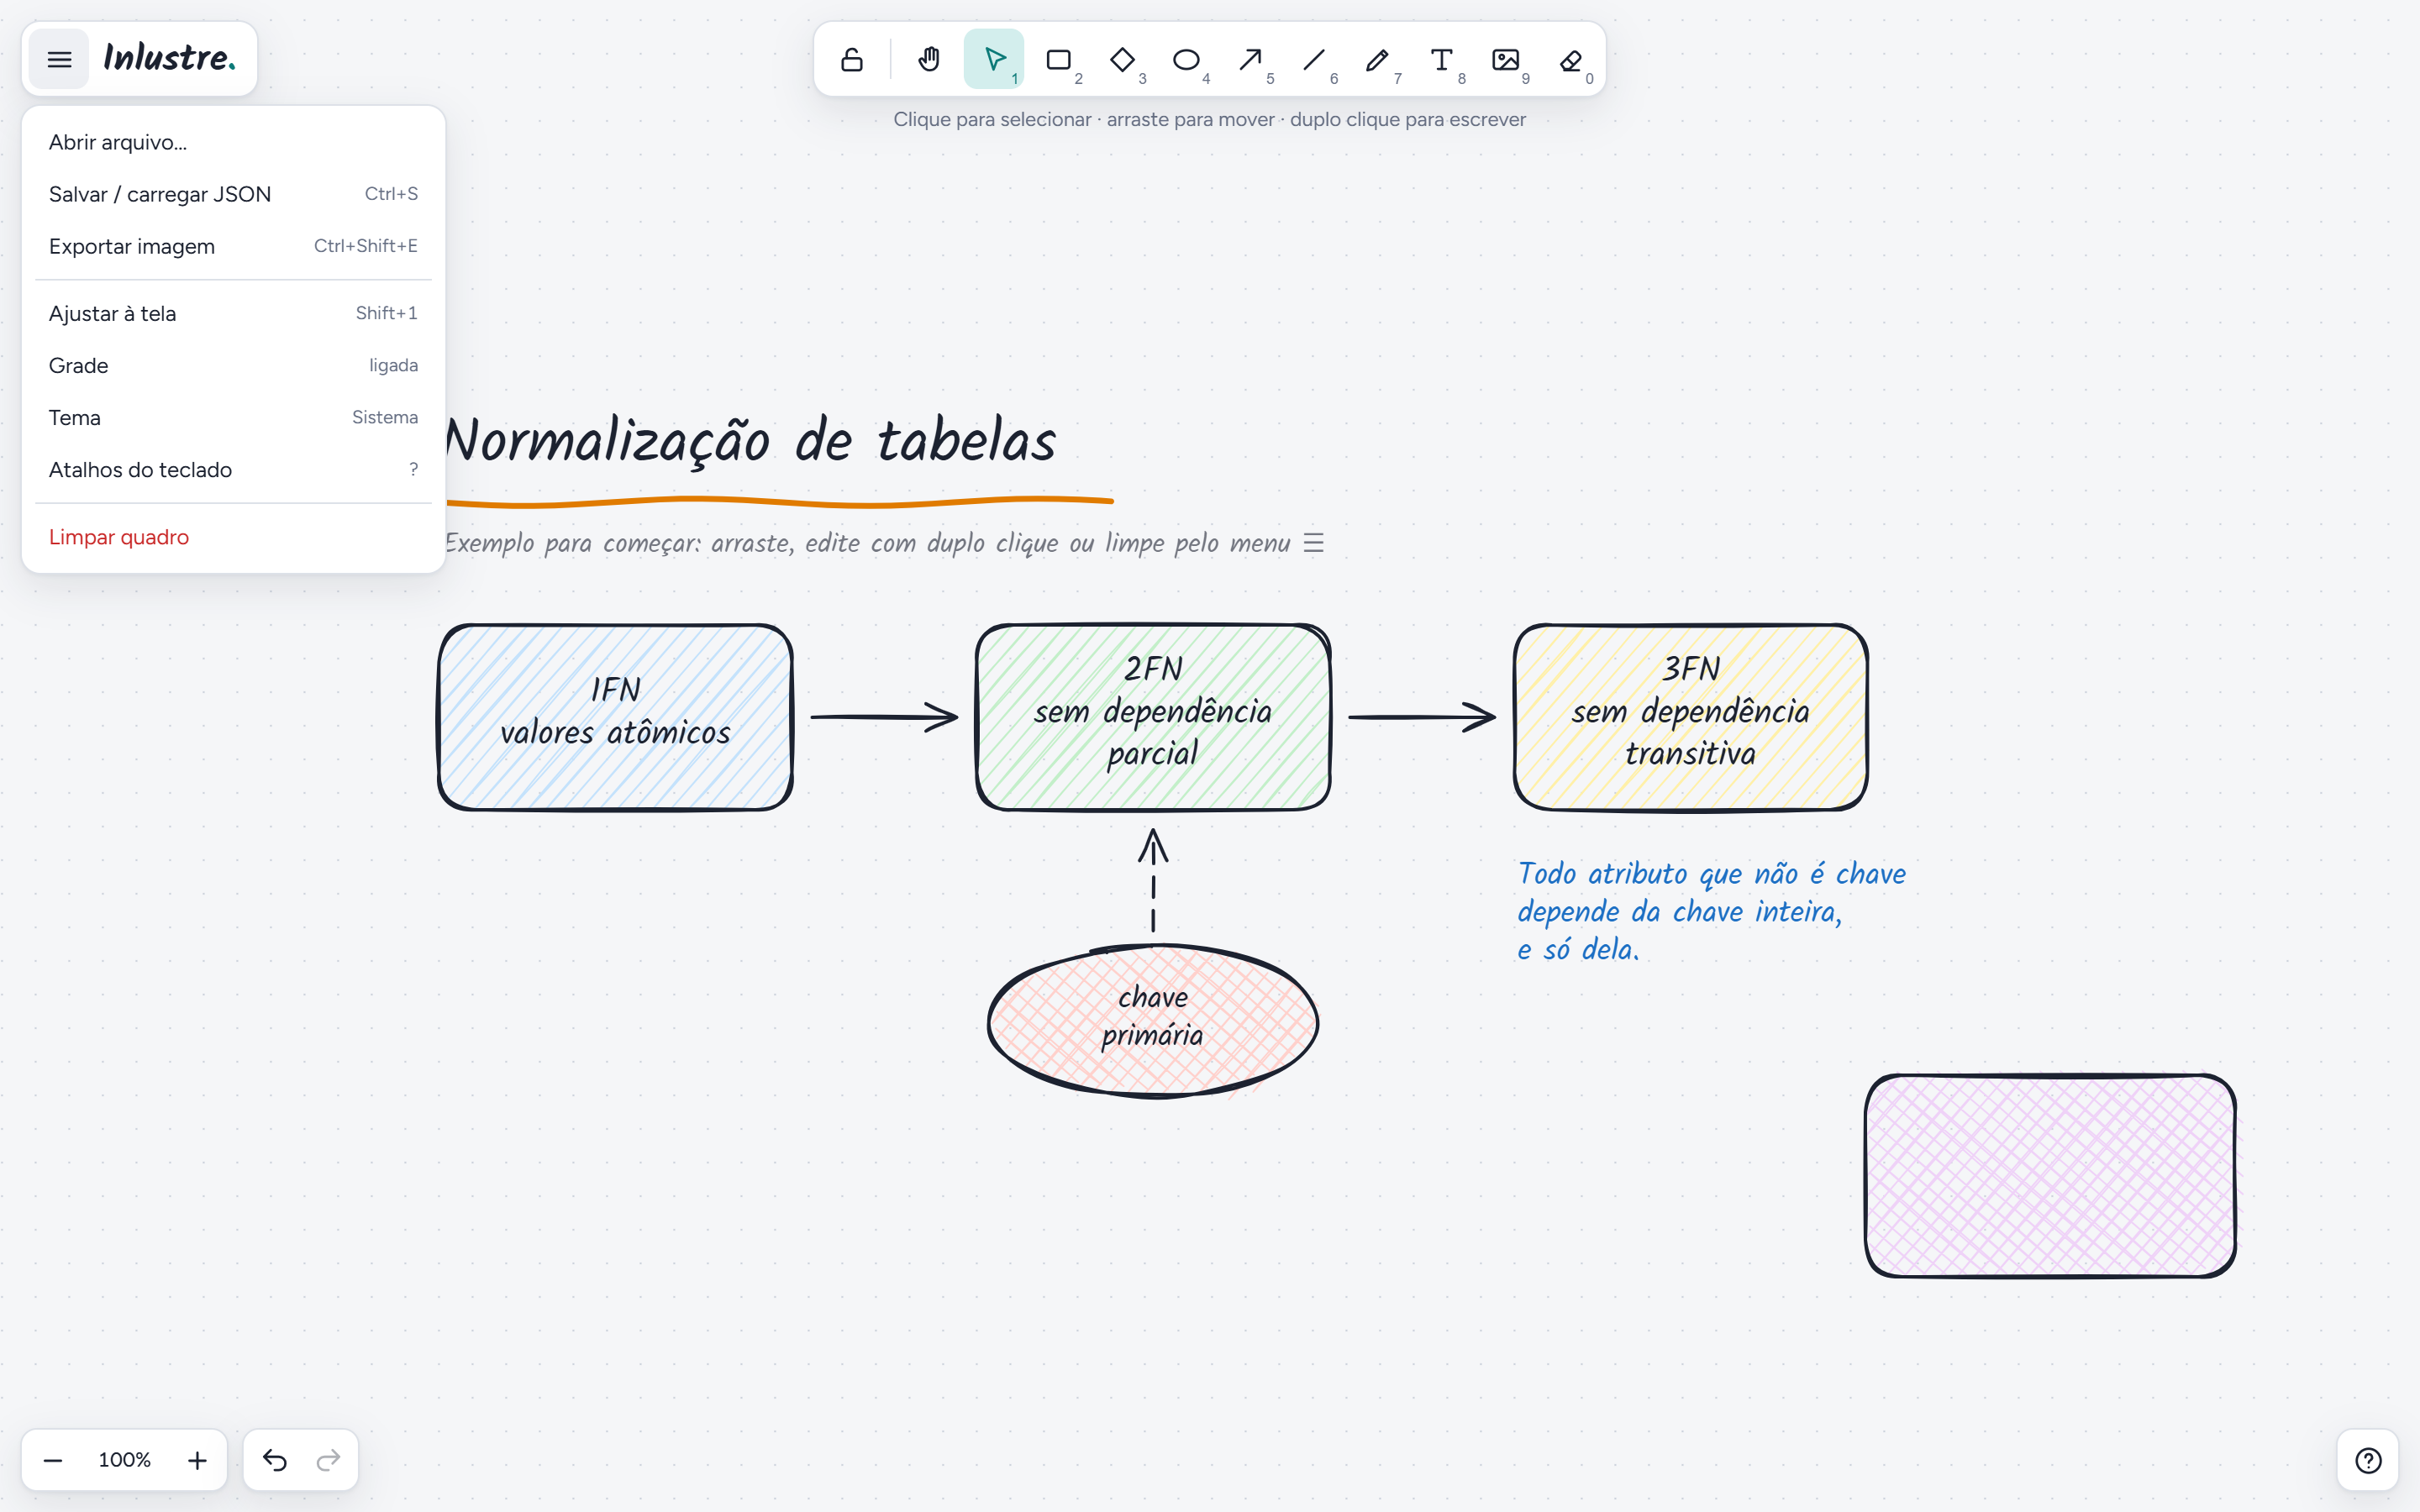 Inlustre.
1
2
3
4
5
6
7
8
9
0
Clique para selecionar · arraste para mover · duplo clique para escrever
Abrir arquivo...
Salvar / carregar JSON Ctrl+S
Exportar imagem Ctrl+Shift+E
Ajustar à tela Shift+1
Grade ligada
Tema Sistema
Atalhos do teclado ?
Limpar quadro
Normalização de tabelas
Exemplo para começar: arraste, edite com duplo clique ou limpe pelo menu ☰
1FN
valores atômicos
2FN
sem dependência
parcial
3FN
sem dependência
transitiva
Todo atributo que não é chave
depende da chave inteira,
e só dela.
chave
primária
100%